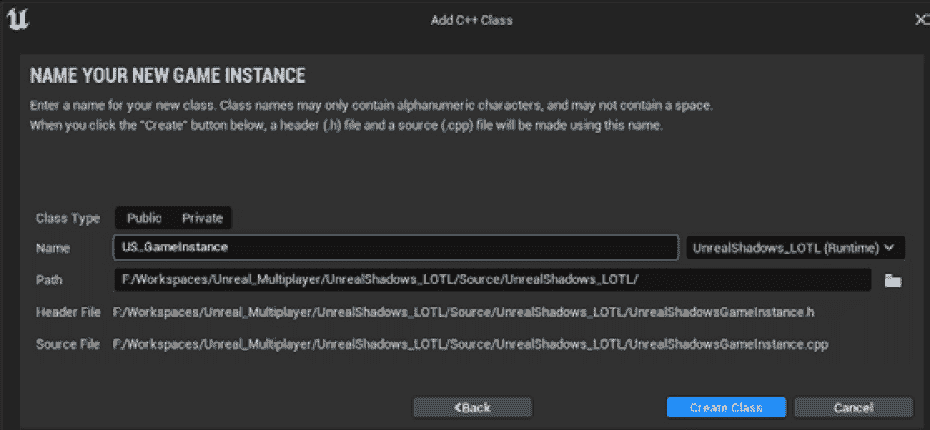 Add C++ Class
NAME YOUR NEW GAME INSTANCE
Enter a name for your new class. Class names may only contain alphanumeric characters, and may not contain a space.
When you click the "Create" button below, a header (.h) file and a source (.cpp) file will be made using this name.
Class Type Public Private
Name US_GameInstance UnrealShadows_LOTL (Runtime)
Path F:/Workspaces/Unreal_Multiplayer/UnrealShadows_LOTL/Source/UnrealShadows_LOTL/
Header File F:/Workspaces/Unreal_Multiplayer/UnrealShadows_LOTL/Source/UnrealShadows_LOTL/UnrealShadowsGameInstance.h
Source File F:/Workspaces/Unreal_Multiplayer/UnrealShadows_LOTL/Source/UnrealShadows_LOTL/UnrealShadowsGameInstance.cpp
<Back Create Class Cancel